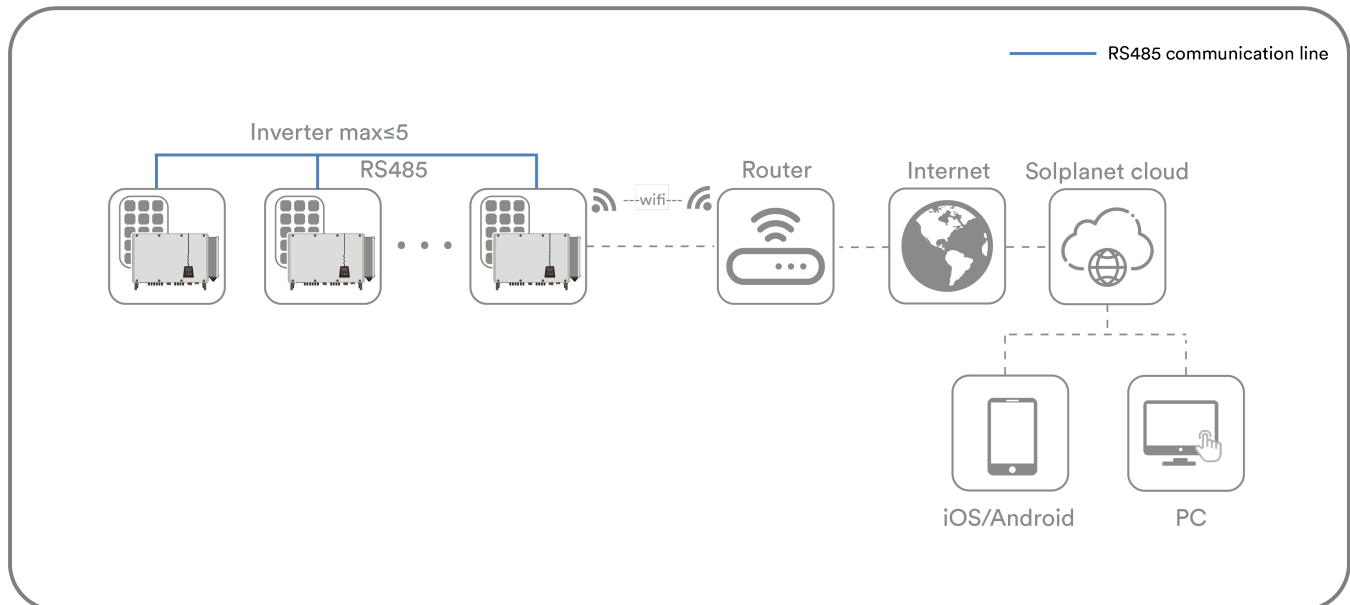 RS485 communication line
Inverter max≤5
RS485
---wifi---
Router
Internet
Solplanet cloud
iOS/Android
PC